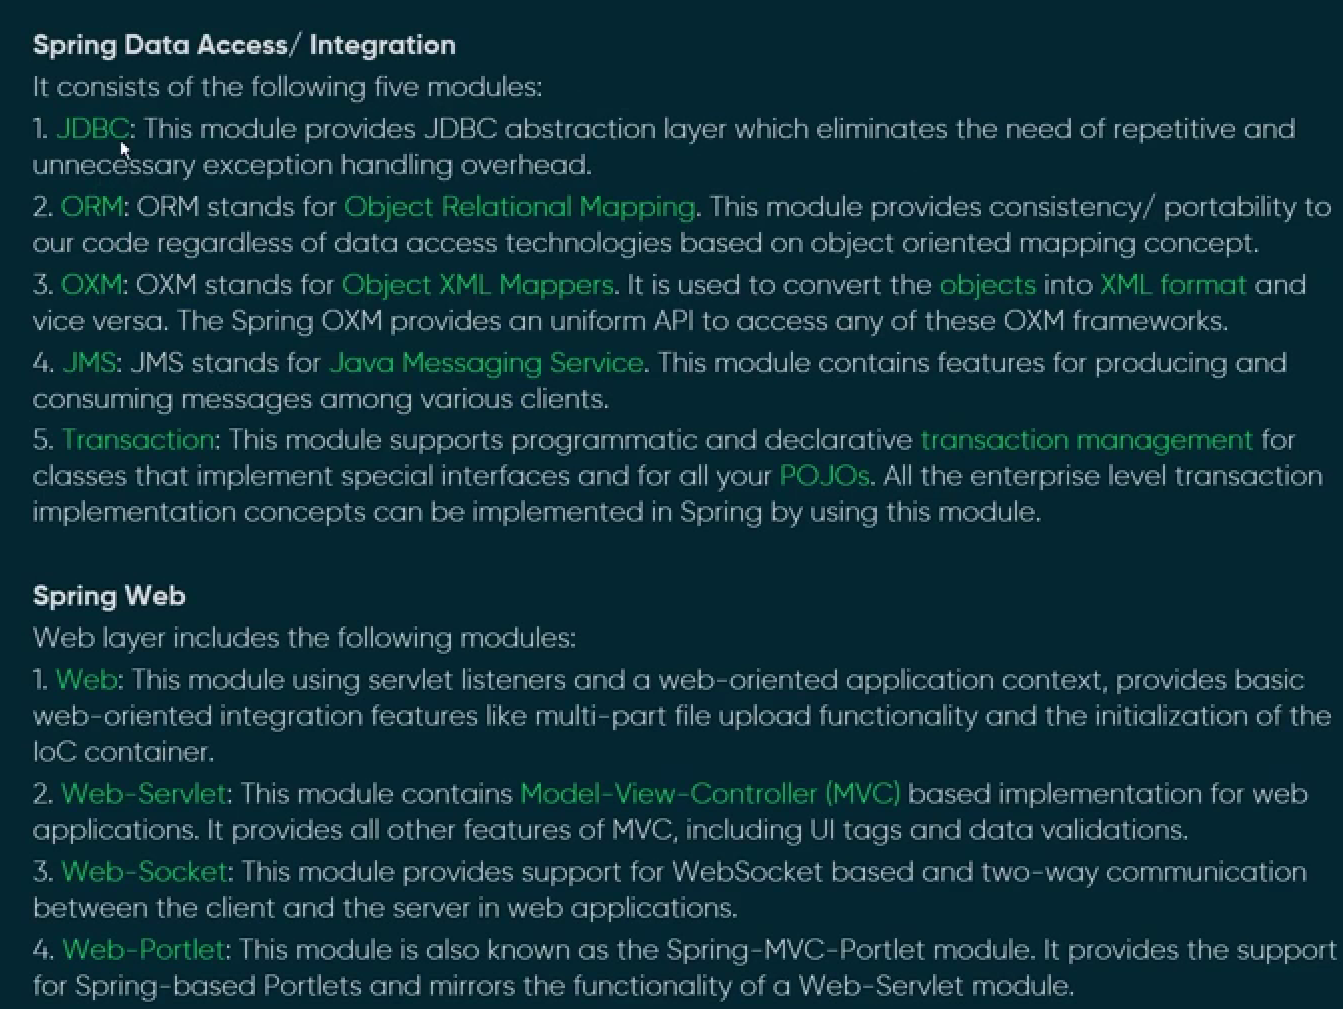 Spring Data Access/ Integration
It consists of the following five modules:
1. JDBC: This module provides JDBC abstraction layer which eliminates the need of repetitive and
unnecessary exception handling overhead.
2. ORM: ORM stands for Object Relational Mapping. This module provides consistency/ portability to
our code regardless of data access technologies based on object oriented mapping concept.
3. OXM: OXM stands for Object XML Mappers. It is used to convert the objects into XML format and
vice versa. The Spring OXM provides an uniform API to access any of these OXM frameworks.
4. JMS: JMS stands for Java Messaging Service. This module contains features for producing and
consuming messages among various clients.
5. Transaction: This module supports programmatic and declarative transaction management for
classes that implement special interfaces and for all your POJOs. All the enterprise level transaction
implementation concepts can be implemented in Spring by using this module.
Spring Web
Web layer includes the following modules:
1. Web: This module using servlet listeners and a web-oriented application context, provides basic
web-oriented integration features like multi-part file upload functionality and the initialization of the
IoC container.
2. Web-Servlet: This module contains Model-View-Controller (MVC) based implementation for web
applications. It provides all other features of MVC, including UI tags and data validations.
3. Web-Socket: This module provides support for WebSocket based and two-way communication
between the client and the server in web applications.
4. Web-Portlet: This module is also known as the Spring-MVC-Portlet module. It provides the support
for Spring-based Portlets and mirrors the functionality of a Web-Servlet module.